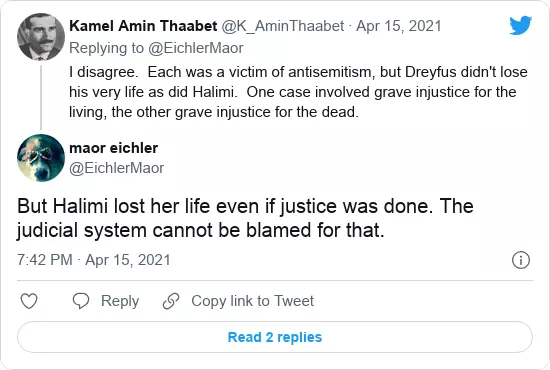 Kamel Amin Thaabet @K_AminThaabet · Apr 15, 2021
Replying to @EichlerMaor
I disagree. Each was a victim of antisemitism, but Dreyfus didn't lose
his very life as did Halimi. One case involved grave injustice for the
living, the other grave injustice for the dead.
maor eichler
@EichlerMaor
But Halimi lost her life even if justice was done. The
judicial system cannot be blamed for that.
7:42 PM · Apr 15, 2021
Reply Copy link to Tweet
Read 2 replies